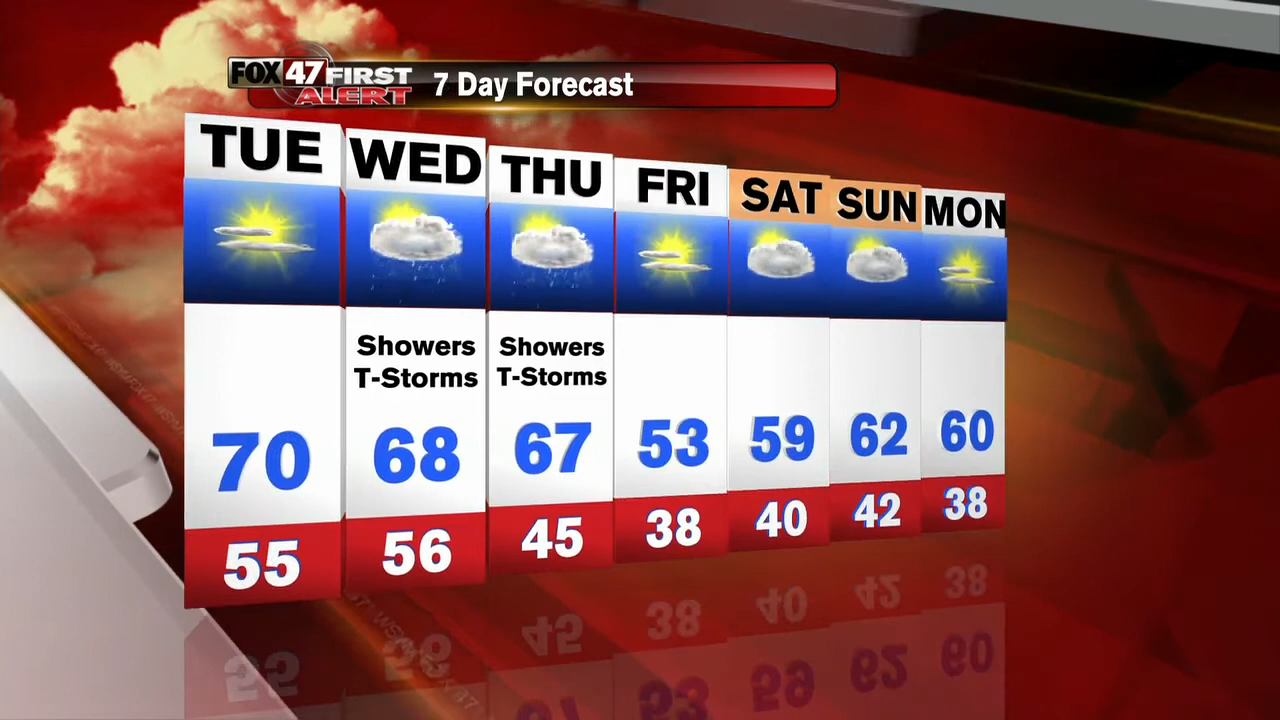 FOX 47 FIRST ALERT
7 Day Forecast
TUE WED THU FRI SAT SUN MON
Showers T-Storms Showers T-Storms
70 68 67 53 59 62 60
55 56 45 38 40 42 38